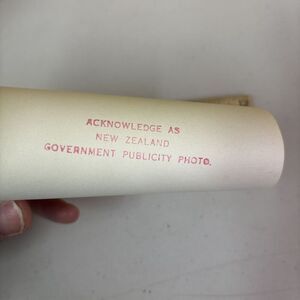 ACKNOWLEDGE AS
NEW ZEALAND
GOVERNMENT PUBLICITY PHOTO.